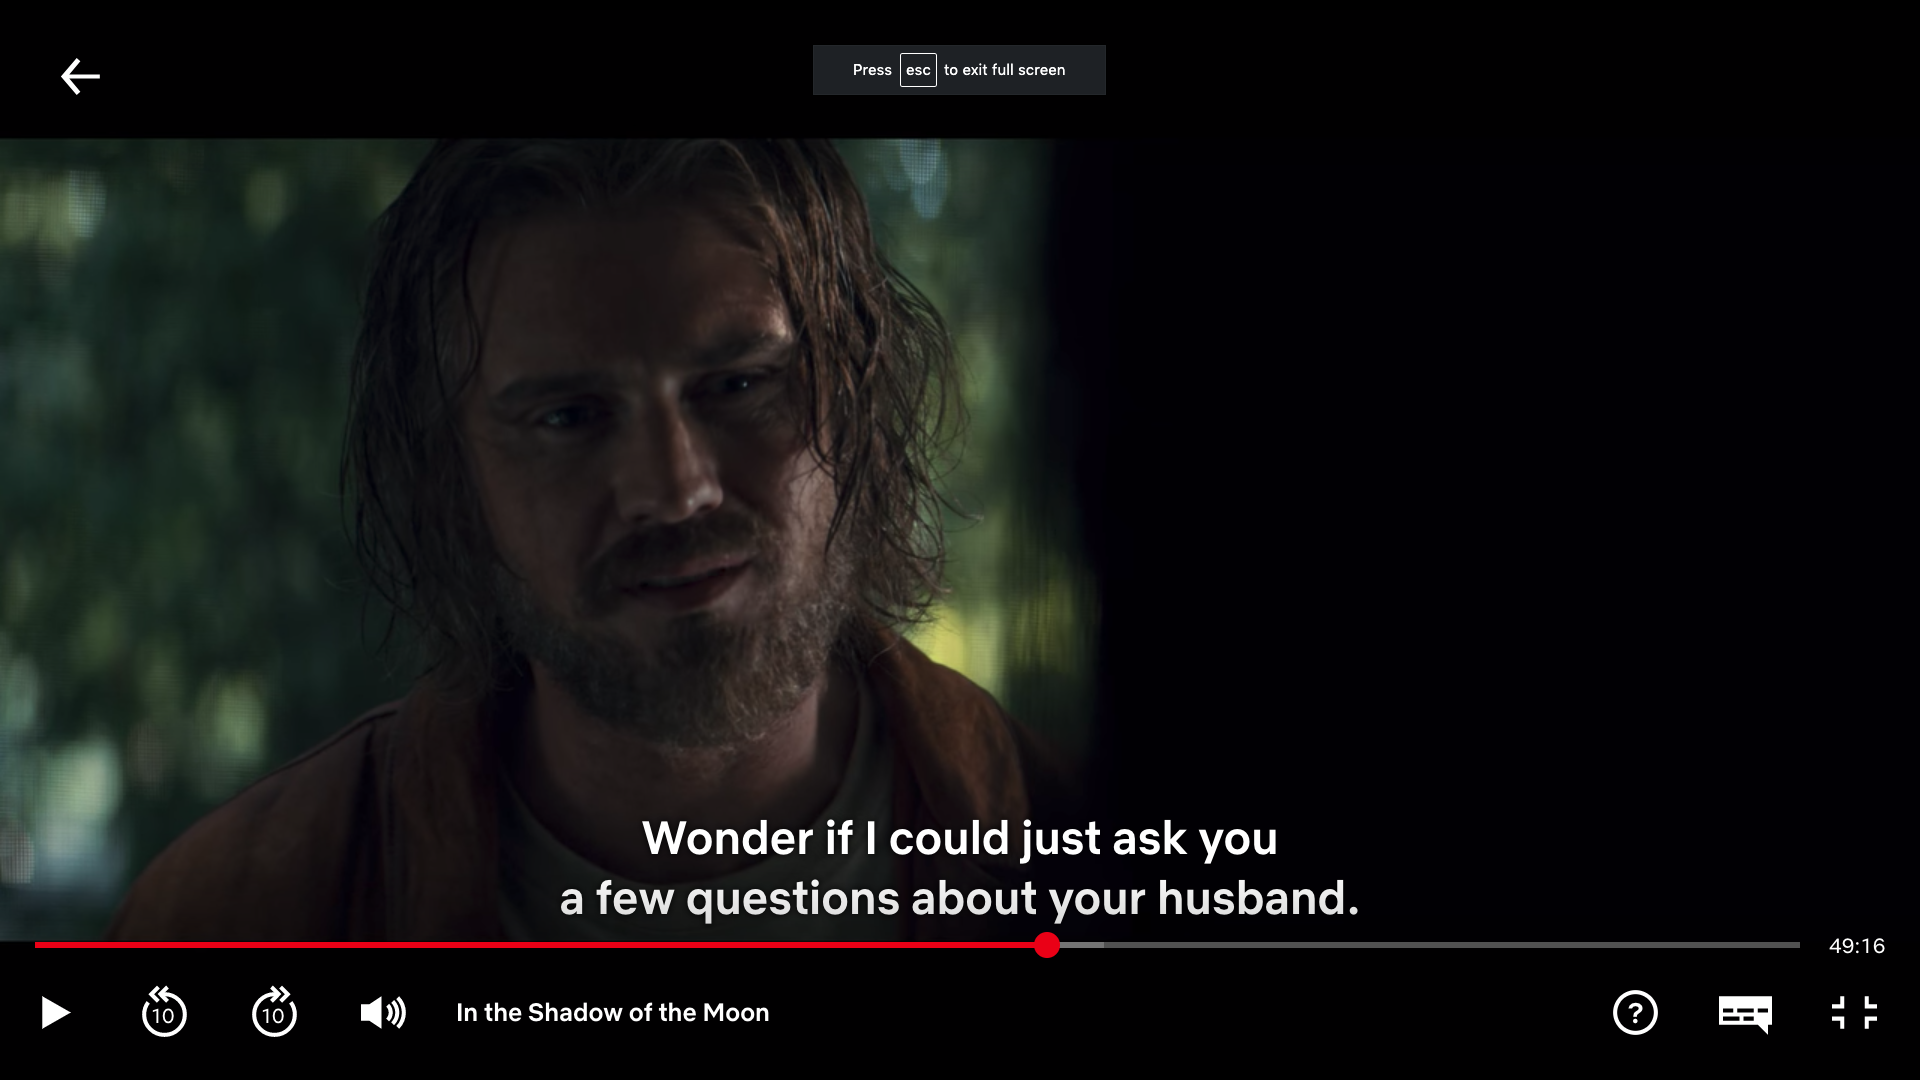 Press esc to exit full screen
Wonder if I could just ask you
a few questions about your husband.
49:16
10
10
In the Shadow of the Moon
?